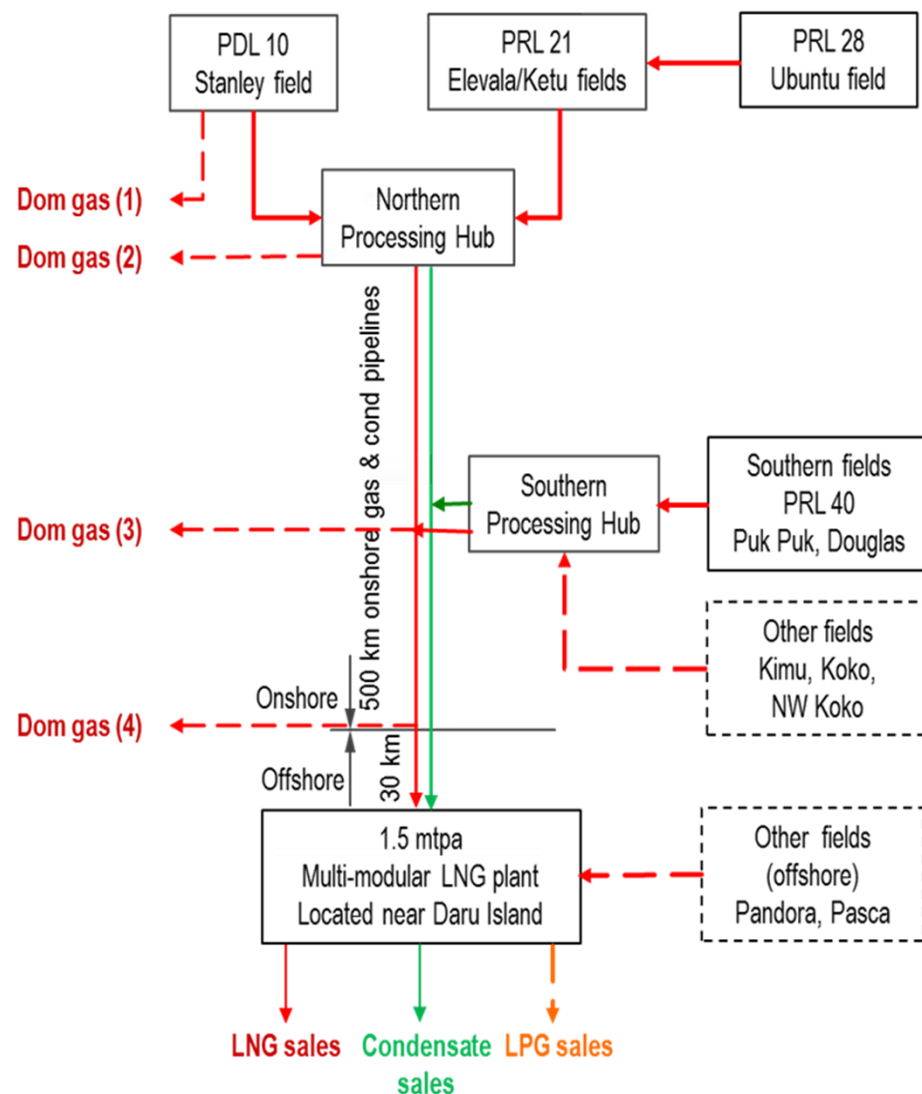 PDL 10
Stanley field
PRL 21
Elevala/Ketu fields
PRL 28
Ubuntu field
Dom gas (1)
Northern
Processing Hub
Dom gas (2)
500 km onshore gas & cond pipelines
Southern
Processing Hub
Southern fields
PRL 40
Puk Puk, Douglas
Dom gas (3)
Other fields
Kimu, Koko,
NW Koko
Onshore
Dom gas (4)
Offshore
30 km
1.5 mtpa
Multi-modular LNG plant
Located near Daru Island
Other fields
(offshore)
Pandora, Pasca
LNG sales
Condensate
sales
LPG sales